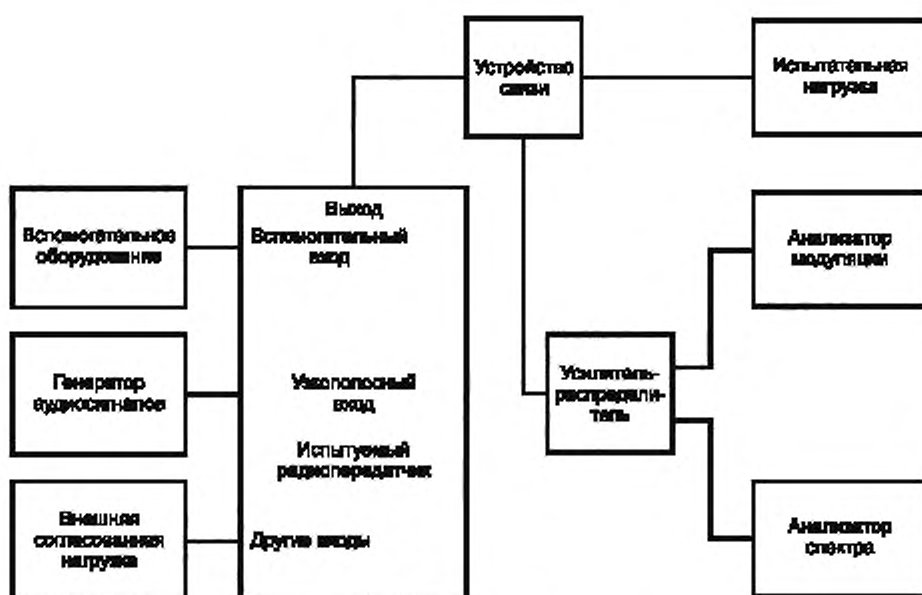 Устройство
связи
Испытательная
нагрузка
Выход
Вспомогательное
оборудование
Вспомогательный
вход
Анализатор
модуляции
Генератор
аудиосигналов
Узкополосный
вход
Усилитель-
распредели-
тель
Испытуемый
радиопередатчик
Внешняя
согласованная
нагрузка
Другие входы
Анализатор
спектра